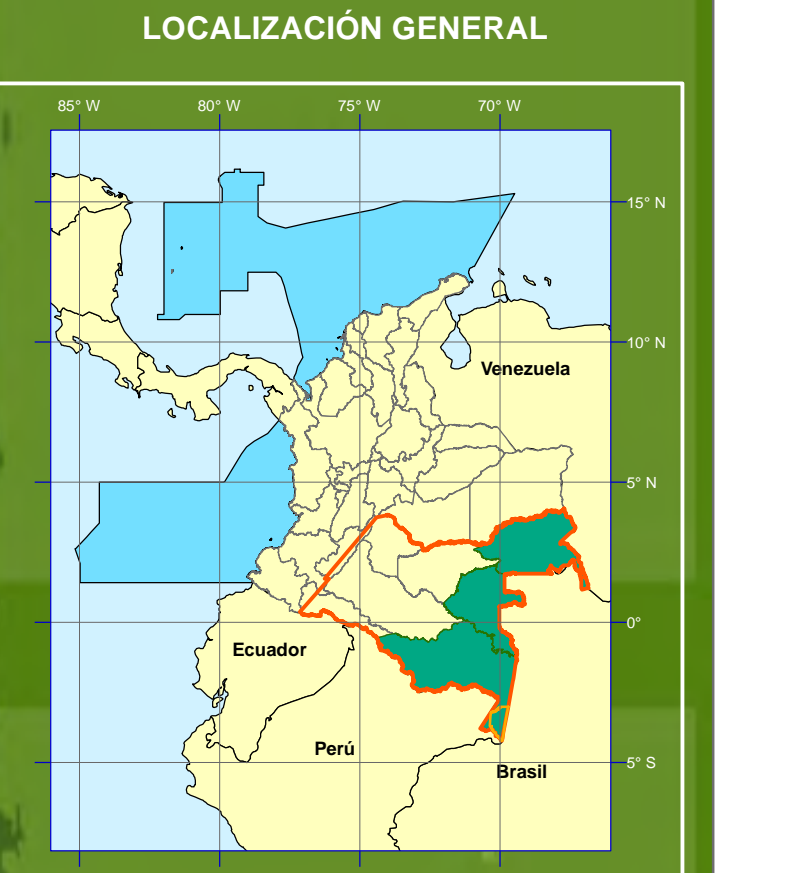 LOCALIZACIÓN GENERAL
85° W 80° W 75° W 70° W
15° N
10° N
Venezuela
5° N
0°
Ecuador
Perú
5° S
Brasil